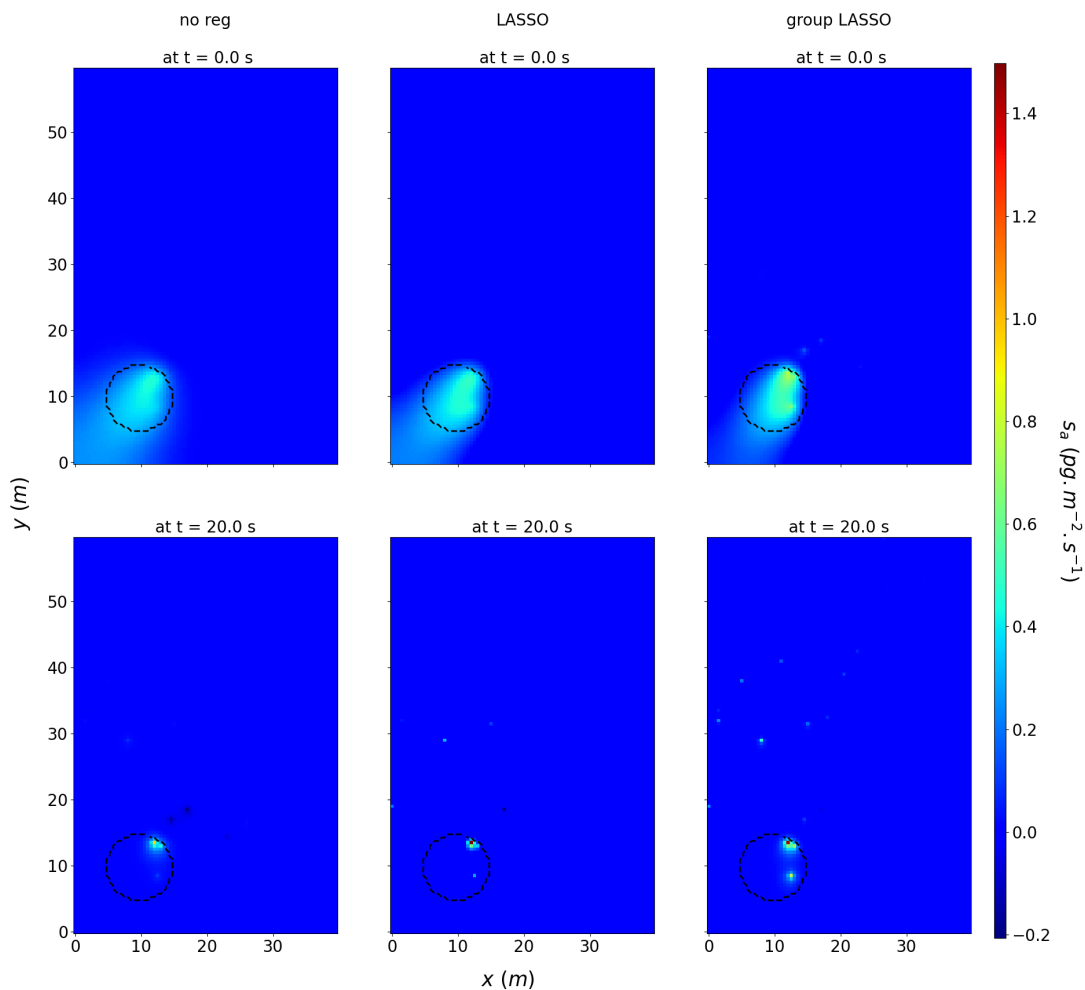 no reg
LASSO
group LASSO
at t = 0.0 s
at t = 0.0 s
at t = 0.0 s
50
40
30
20
10
0
1.4
1.2
1.0
0.8
0.6
0.4
0.2
0.0
−0.2
s_a (pg.m⁻².s⁻¹)
y (m)
at t = 20.0 s
at t = 20.0 s
at t = 20.0 s
50
40
30
20
10
0
0 10 20 30
0 10 20 30
0 10 20 30
x (m)